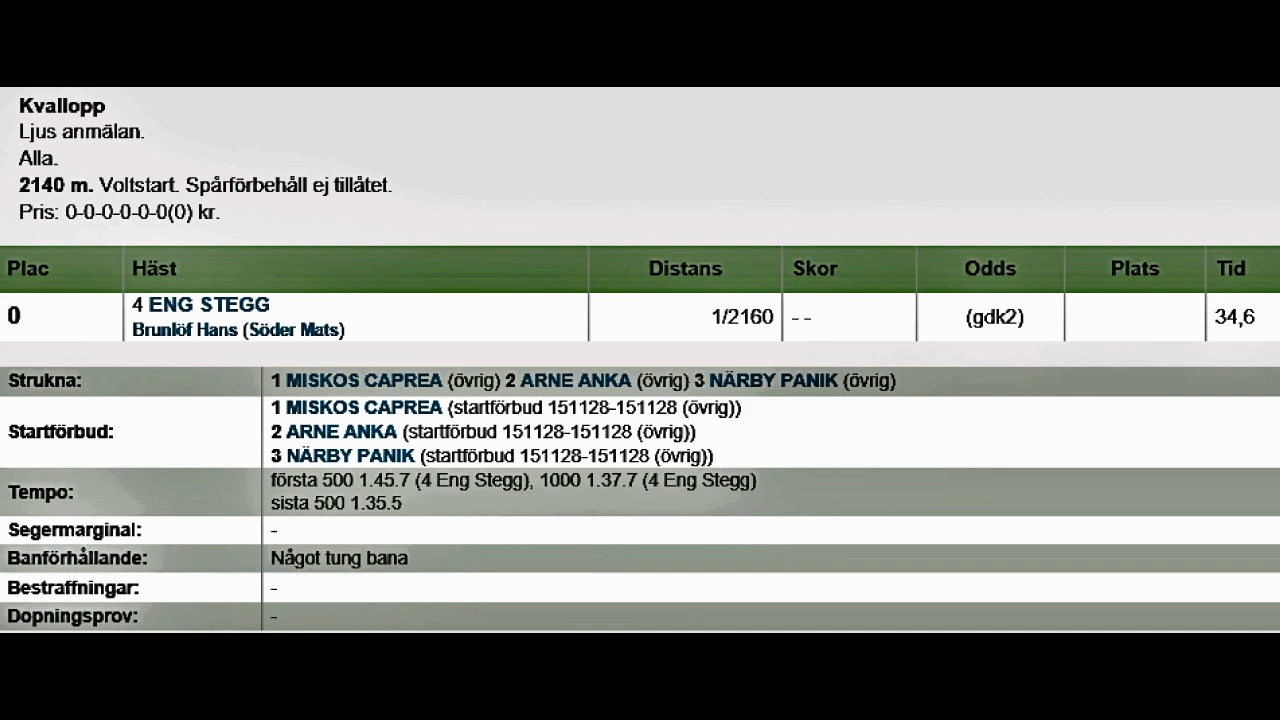 Kvallopp
Ljus anmälan.
Alla.
2140 m. Voltstart. Spårförbehåll ej tillåtet.
Pris: 0-0-0-0-0-0(0) kr.
Plac Häst Distans Skor Odds Plats Tid
0 4 ENG STEGG 1/2160 - - (gdk2) 34,6
Brunlöf Hans (Söder Mats)
Strukna: 1 MISKOS CAPREA (övrig) 2 ARNE ANKA (övrig) 3 NÄRBY PANIK (övrig)
1 MISKOS CAPREA (startförbud 151128-151128 (övrig))
Startförbud: 2 ARNE ANKA (startförbud 151128-151128 (övrig))
3 NÄRBY PANIK (startförbud 151128-151128 (övrig))
Tempo: första 500 1.45.7 (4 Eng Stegg), 1000 1.37.7 (4 Eng Stegg)
sista 500 1.35.5
Segermarginal: -
Banförhållande: Något tung bana
Bestraffningar: -
Dopningsprov: -